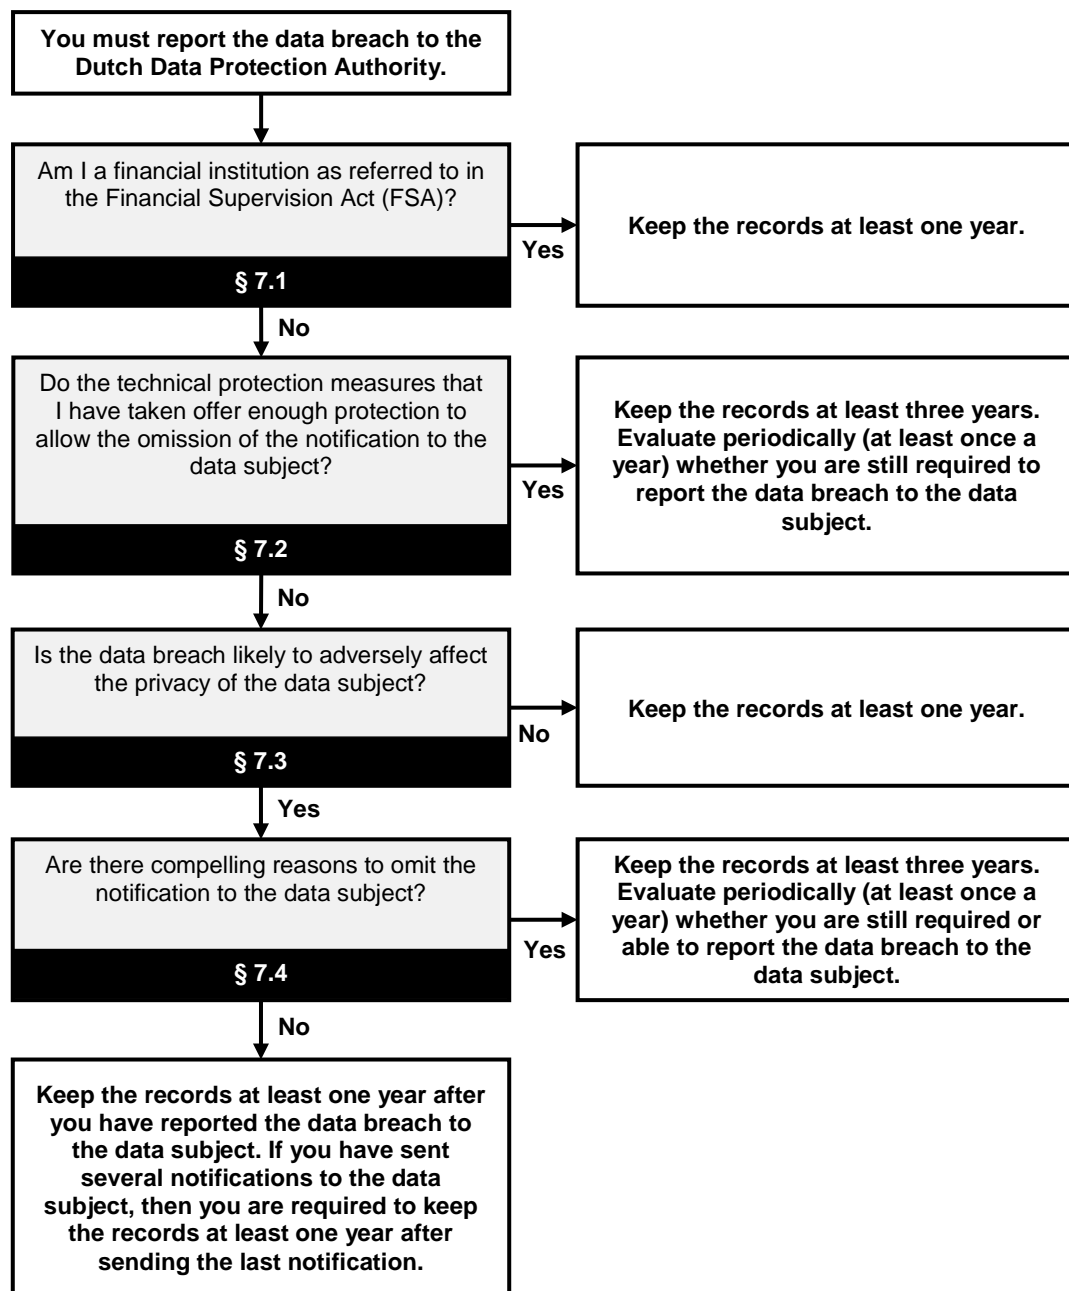 You must report the data breach to the
Dutch Data Protection Authority.
Am I a financial institution as referred to in
the Financial Supervision Act (FSA)?
§ 7.1
Yes
Keep the records at least one year.
No
Do the technical protection measures that
I have taken offer enough protection to
allow the omission of the notification to the
data subject?
§ 7.2
Yes
Keep the records at least three years.
Evaluate periodically (at least once a
year) whether you are still required to
report the data breach to the data
subject.
No
Is the data breach likely to adversely affect
the privacy of the data subject?
§ 7.3
No
Keep the records at least one year.
Yes
Are there compelling reasons to omit the
notification to the data subject?
§ 7.4
Yes
Keep the records at least three years.
Evaluate periodically (at least once a
year) whether you are still required or
able to report the data breach to the
data subject.
No
Keep the records at least one year after
you have reported the data breach to
the data subject. If you have sent
several notifications to the data
subject, then you are required to keep
the records at least one year after
sending the last notification.